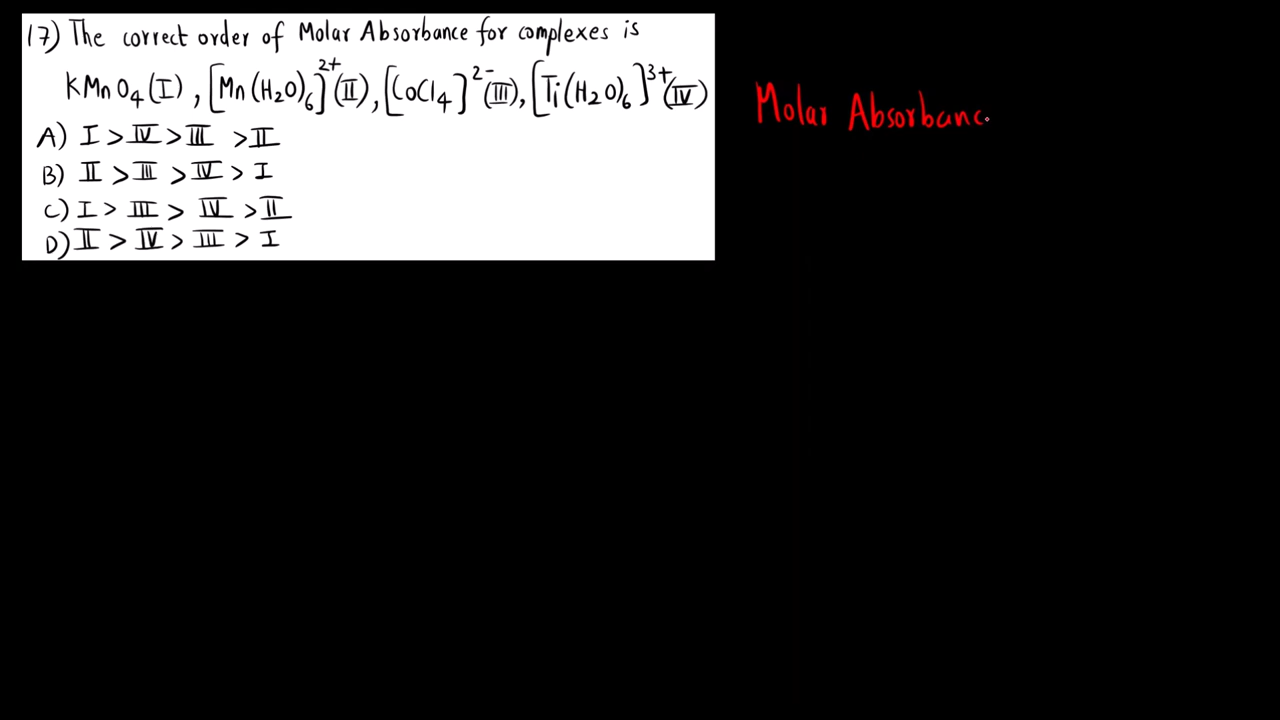 17) The correct order of Molar Absorbance for complexes is
KMnO4 (I), [Mn(H2O)6]2+ (II), [CoCl4]2- (III), [Ti(H2O)6]3+ (IV)
A) I > IV > III > II
B) II > III > IV > I
C) I > III > IV > II
D) II > IV > III > I
Molar Absorbanc